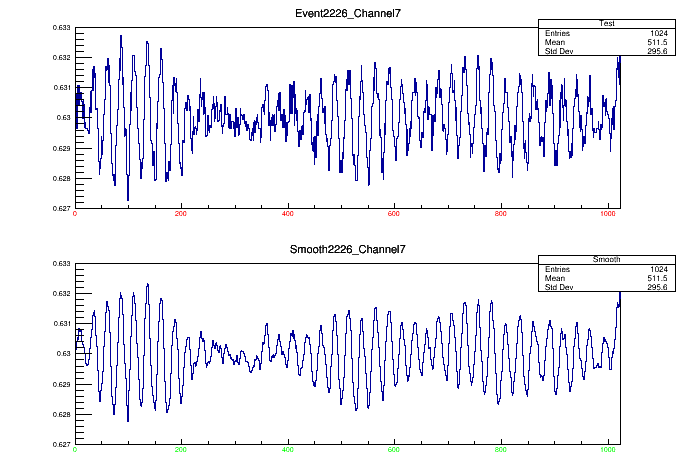 Event2226_Channel7
Test
Entries 1024
Mean 511.5
Std Dev 295.6
0.633
0.632
0.631
0.63
0.629
0.628
0.627
0 200 400 600 800 1000
Smooth2226_Channel7
Smooth
Entries 1024
Mean 511.5
Std Dev 295.6
0.633
0.632
0.631
0.63
0.629
0.628
0.627
0 200 400 600 800 1000